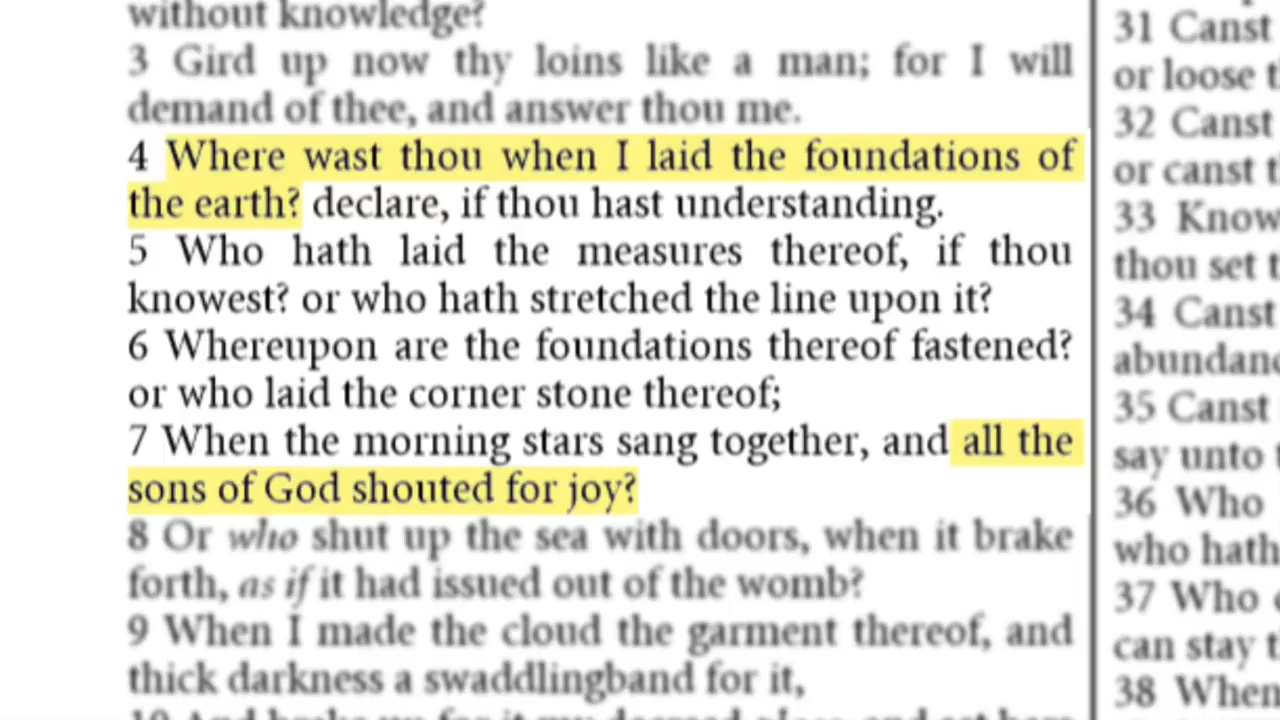 without knowledge?
3 Gird up now thy loins like a man; for I will
demand of thee, and answer thou me.
4 Where wast thou when I laid the foundations of
the earth? declare, if thou hast understanding.
5 Who hath laid the measures thereof, if thou
knowest? or who hath stretched the line upon it?
6 Whereupon are the foundations thereof fastened?
or who laid the corner stone thereof;
7 When the morning stars sang together, and all the
sons of God shouted for joy?
8 Or who shut up the sea with doors, when it brake
forth, as if it had issued out of the womb?
9 When I made the cloud the garment thereof, and
thick darkness a swaddlingband for it,
31 Canst
or loose
32 Canst
or canst
33 Know
thou set
34 Canst
35 Canst
say unto
36 Who
who hath
37 Who
can stay
38 When